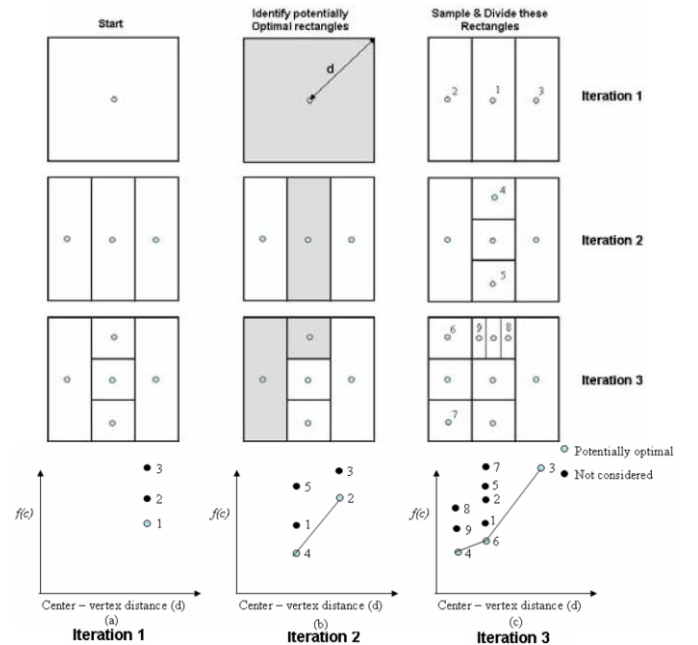 Start
Identify potentially
Optimal rectangles
Sample & Divide these
Rectangles
d
2 1 3
Iteration 1
4
5
Iteration 2
6 9 8
7
Iteration 3
Potentially optimal
Not considered
f(c)
3
2
1
Center – vertex distance (d)
(a)
Iteration 1
f(c)
3
5
2
1
4
Center – vertex distance (d)
(b)
Iteration 2
f(c)
7
3
5
2
8
1
9
6
4
Center – vertex distance (d)
(c)
Iteration 3